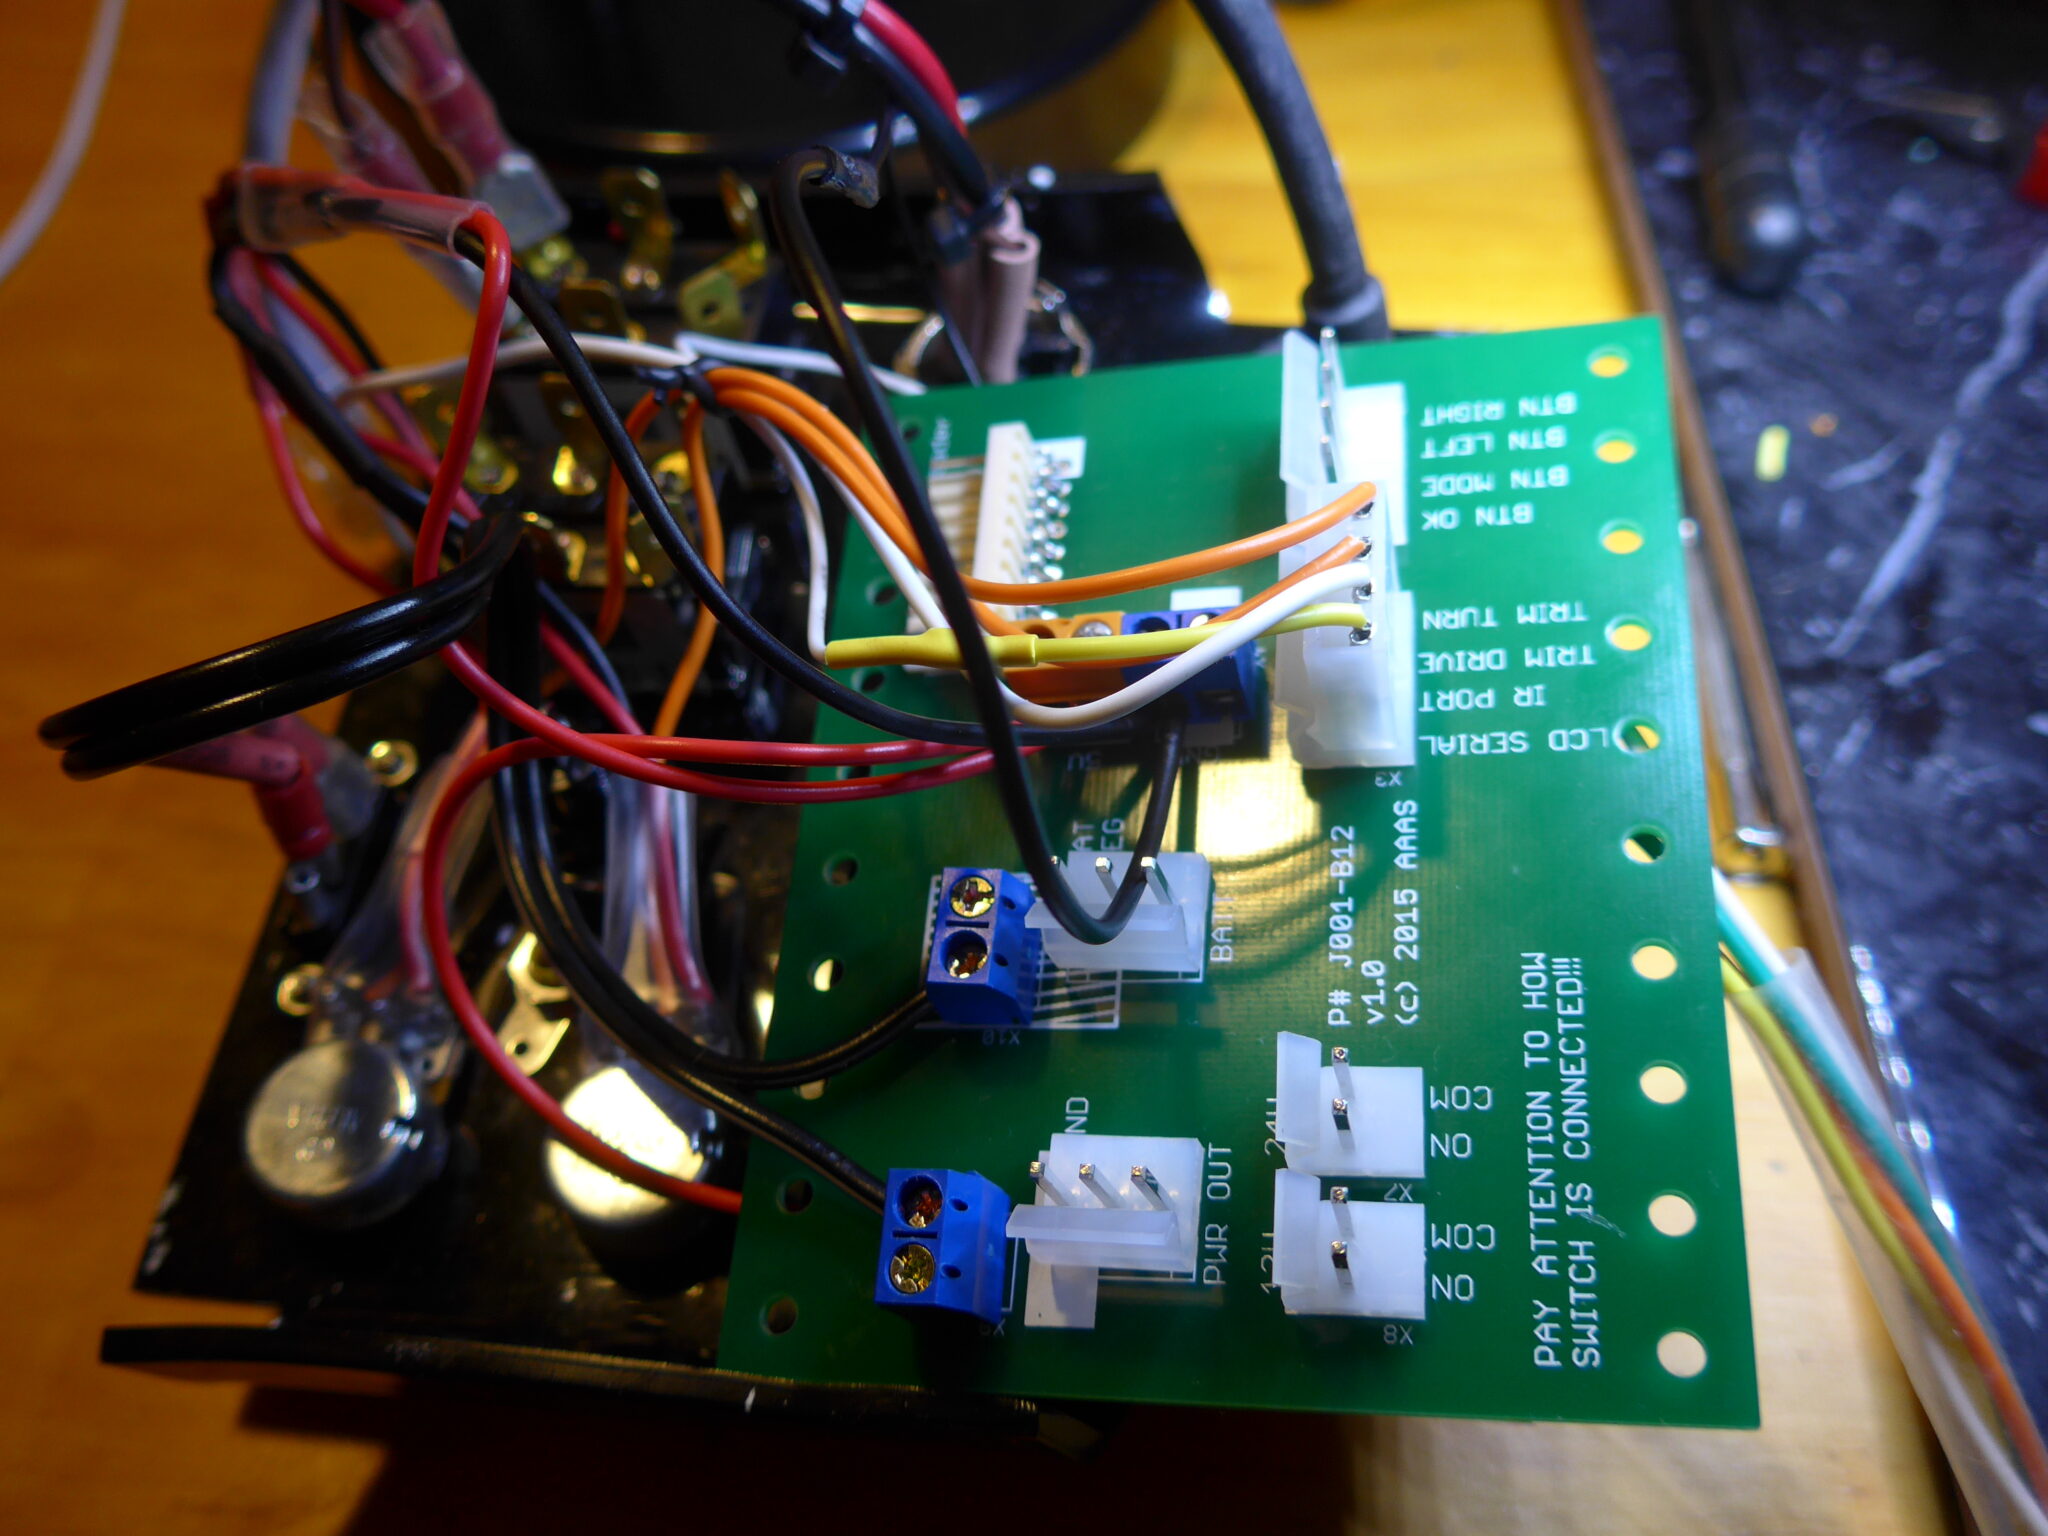 BTN RIGHT
BTN LEFT
BTN MODE
BTN OK
TRIM TURN
TRIM DRIVE
IR PORT
LCD SERIAL
X3
P# J001-B12
v1.0
(c) 2015 AAAS
BATT
X10
PWR OUT
24V
COM
ON
X7
12V
COM
ON
X8
PAY ATTENTION TO HOW
SWITCH IS CONNECTED!!!